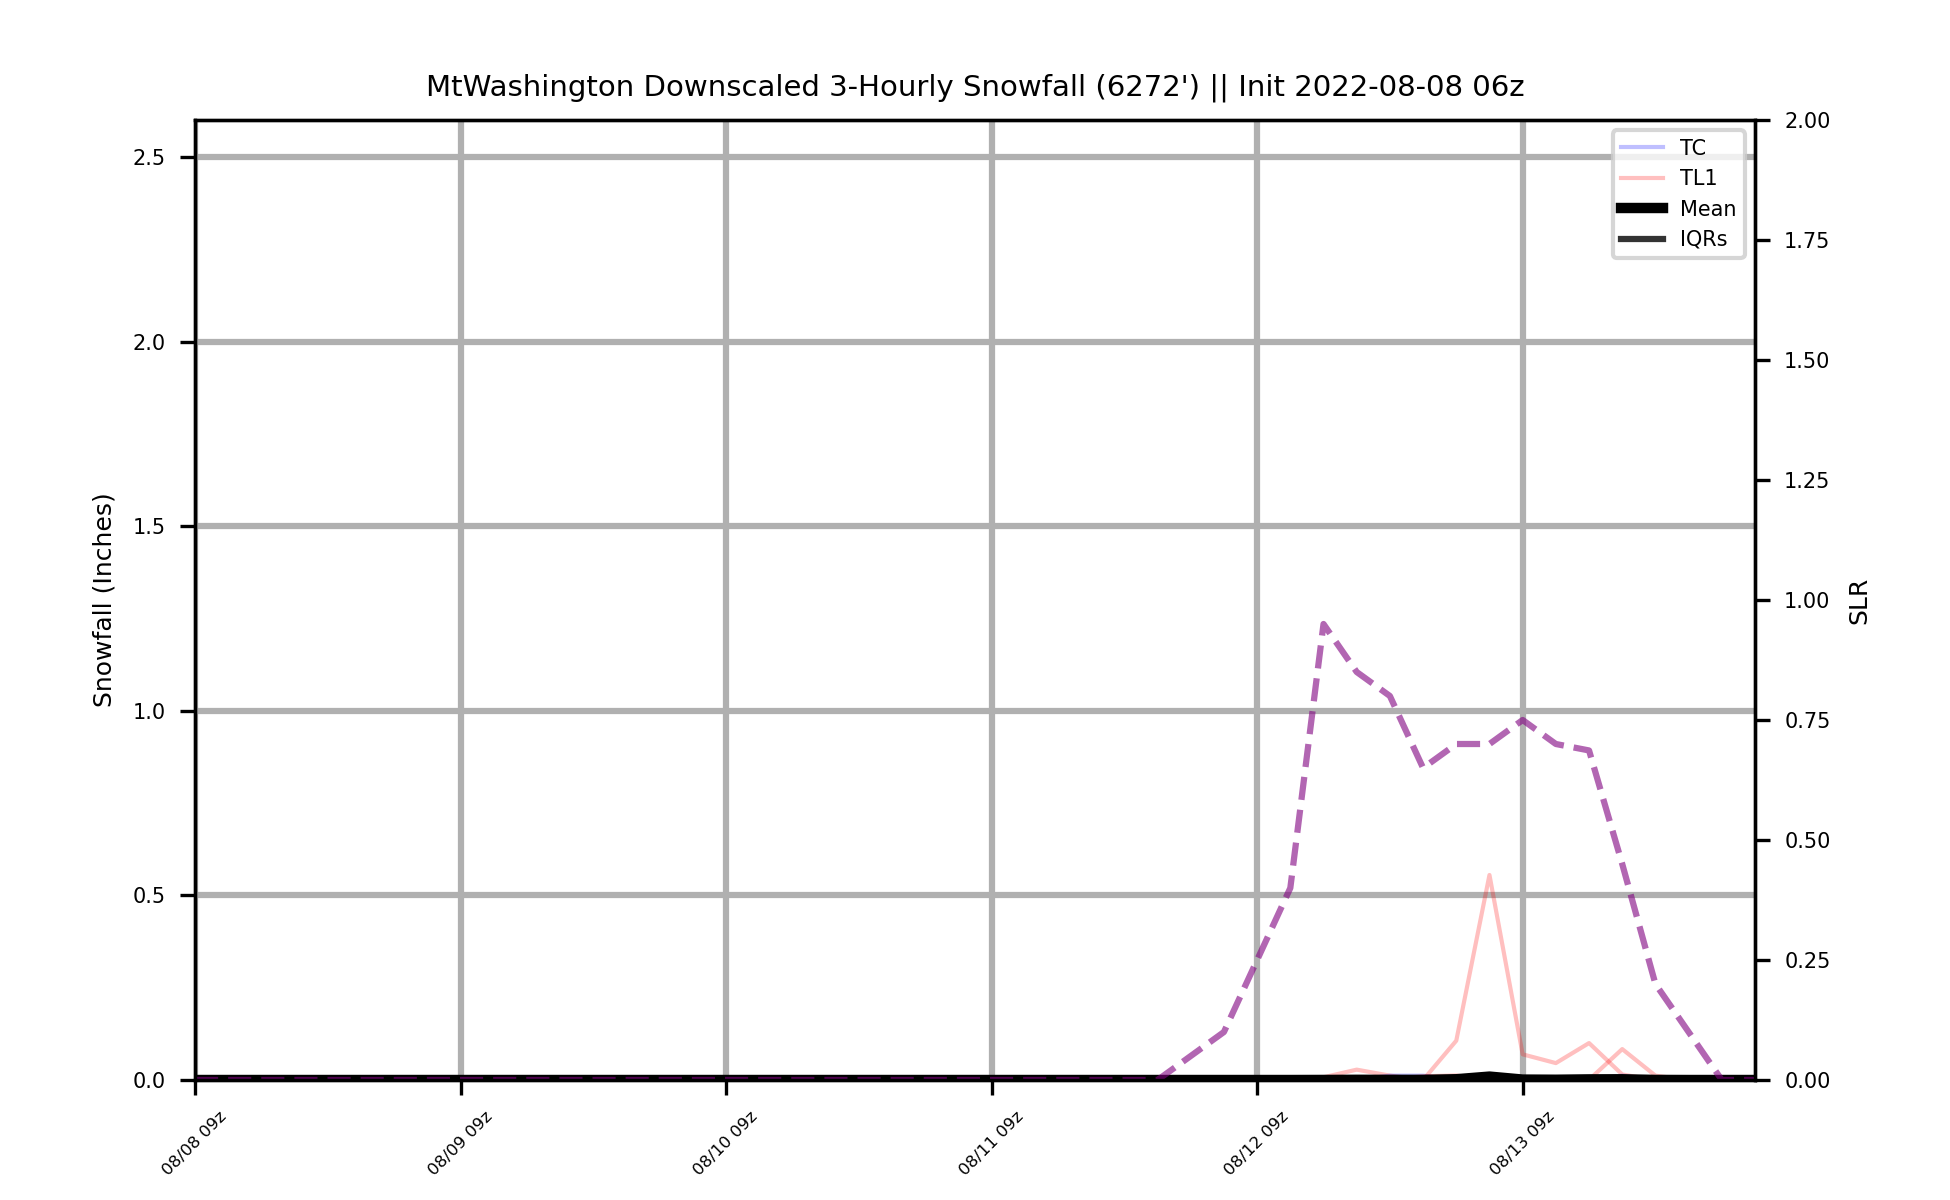 MtWashington Downscaled 3-Hourly Snowfall (6272') || Init 2022-08-08 06z
TC
TL1
Mean
IQRs
Snowfall (Inches)
2.5
2.0
1.5
1.0
0.5
0.0
2.00
1.75
1.50
1.25
1.00
0.75
0.50
0.25
0.00
SLR
08/08 09z
08/09 09z
08/10 09z
08/11 09z
08/12 09z
08/13 09z